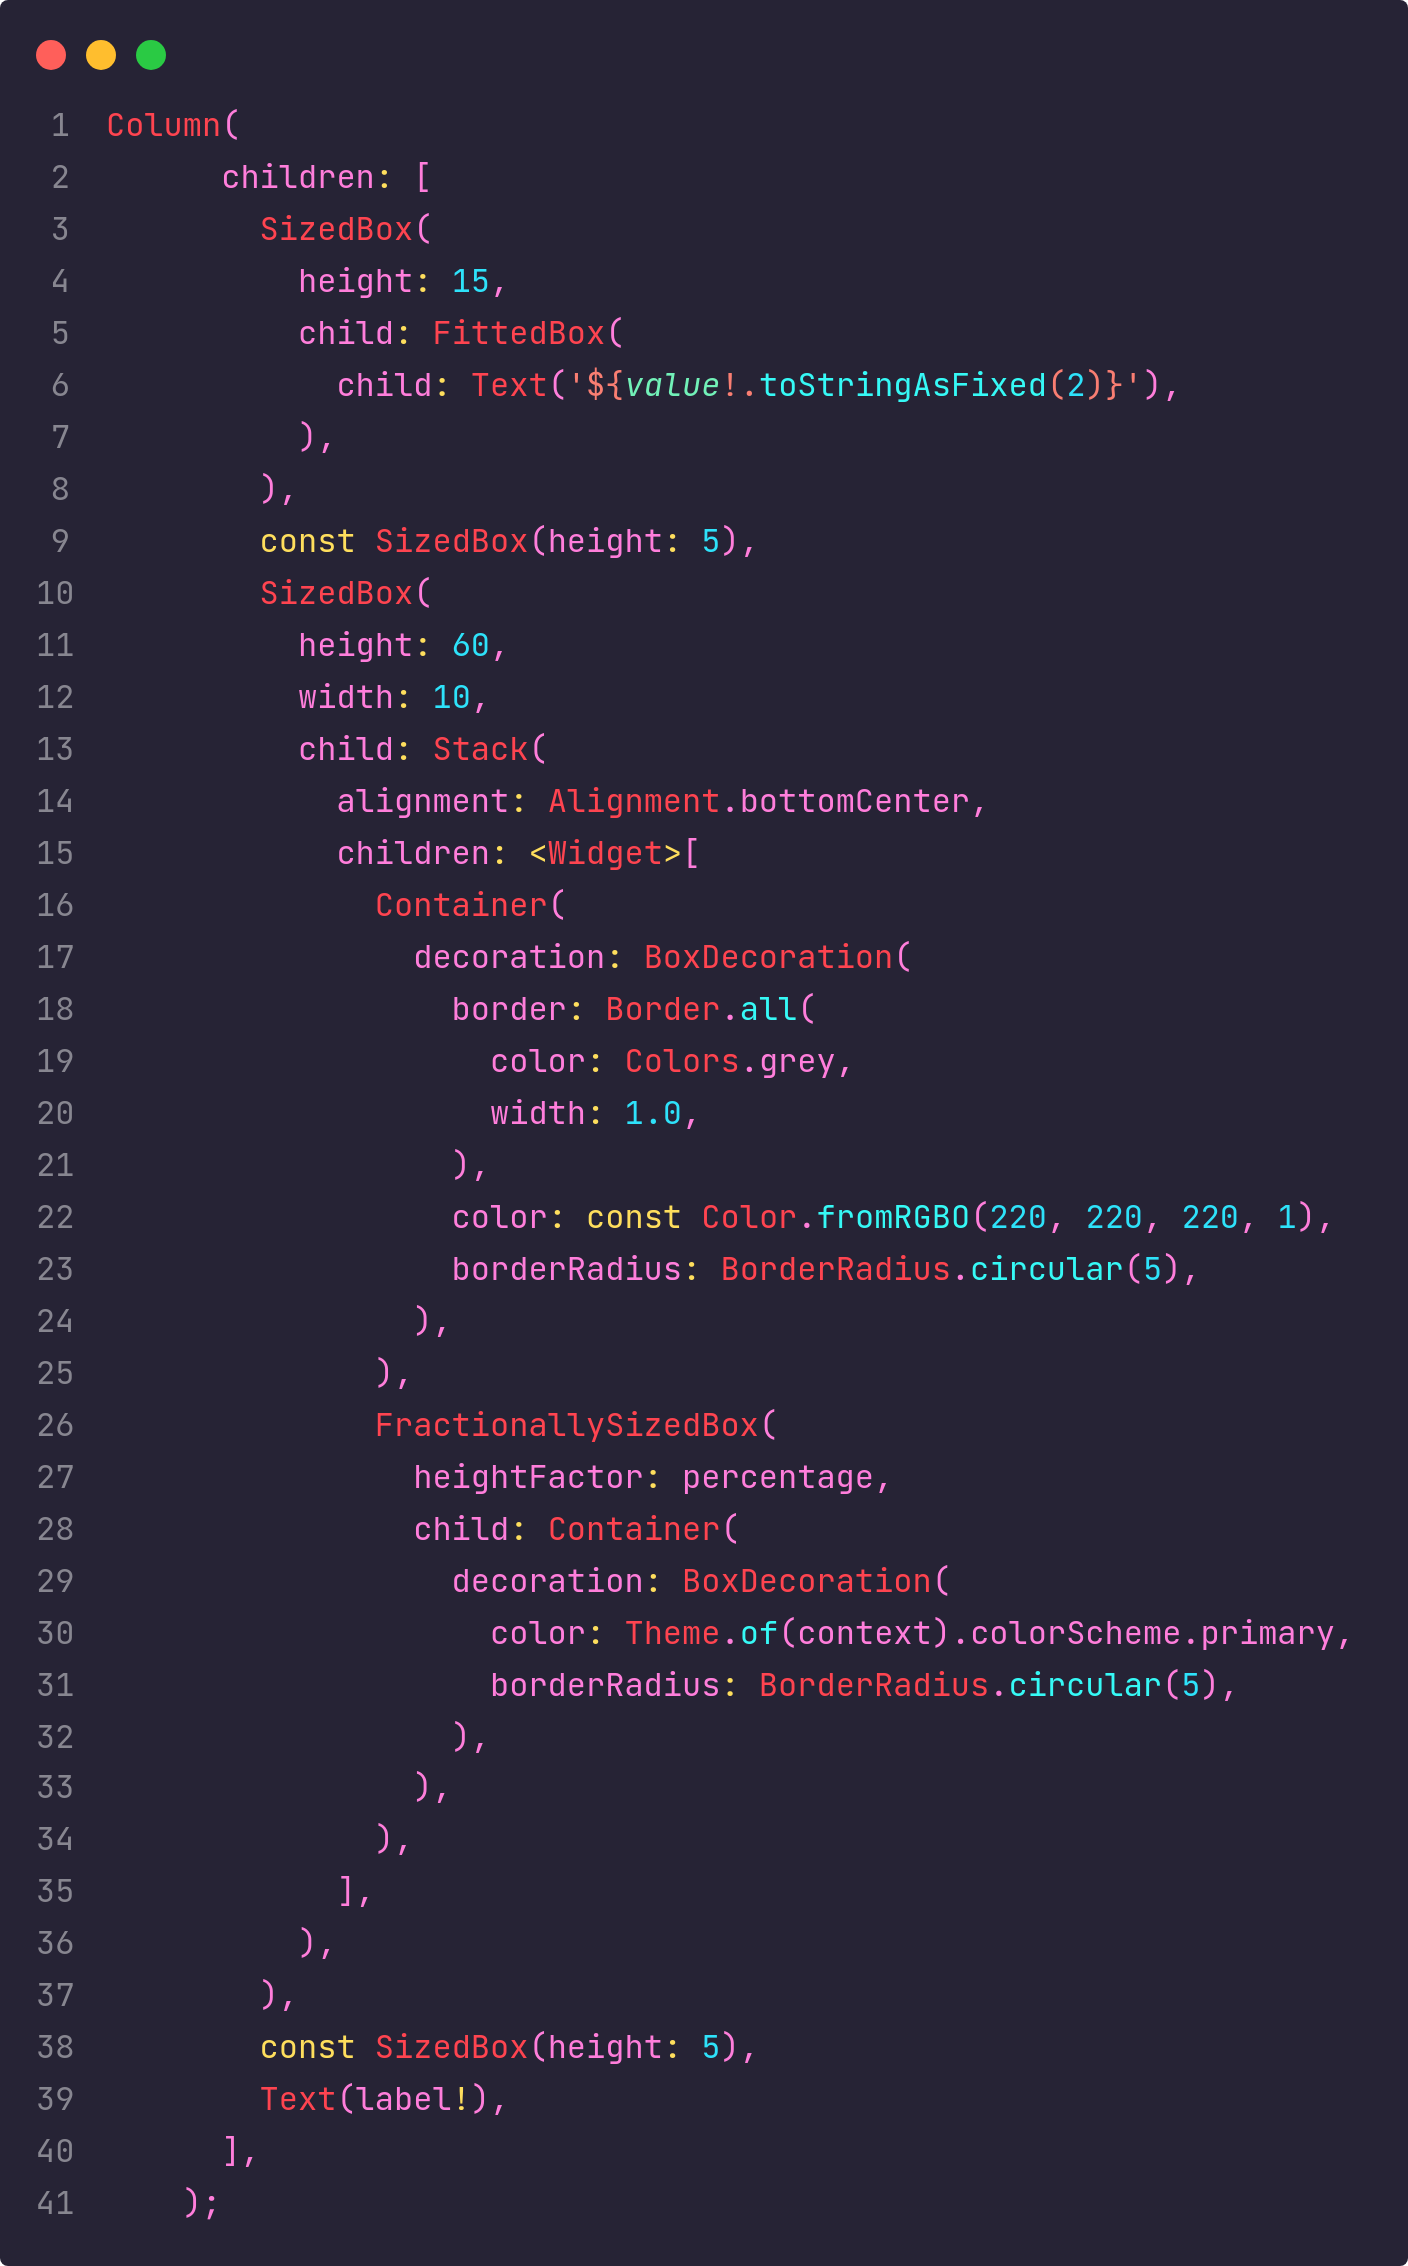 1 Column(
2       children: [
3         SizedBox(
4           height: 15,
5           child: FittedBox(
6             child: Text('${value!.toStringAsFixed(2)}'),
7           ),
8         ),
9         const SizedBox(height: 5),
10         SizedBox(
11           height: 60,
12           width: 10,
13           child: Stack(
14             alignment: Alignment.bottomCenter,
15             children: <Widget>[
16               Container(
17                 decoration: BoxDecoration(
18                   border: Border.all(
19                     color: Colors.grey,
20                     width: 1.0,
21                   ),
22                   color: const Color.fromRGBO(220, 220, 220, 1),
23                   borderRadius: BorderRadius.circular(5),
24                 ),
25               ),
26               FractionallySizedBox(
27                 heightFactor: percentage,
28                 child: Container(
29                   decoration: BoxDecoration(
30                     color: Theme.of(context).colorScheme.primary,
31                     borderRadius: BorderRadius.circular(5),
32                   ),
33                 ),
34               ),
35             ],
36           ),
37         ),
38         const SizedBox(height: 5),
39         Text(label!),
40       ],
41     );